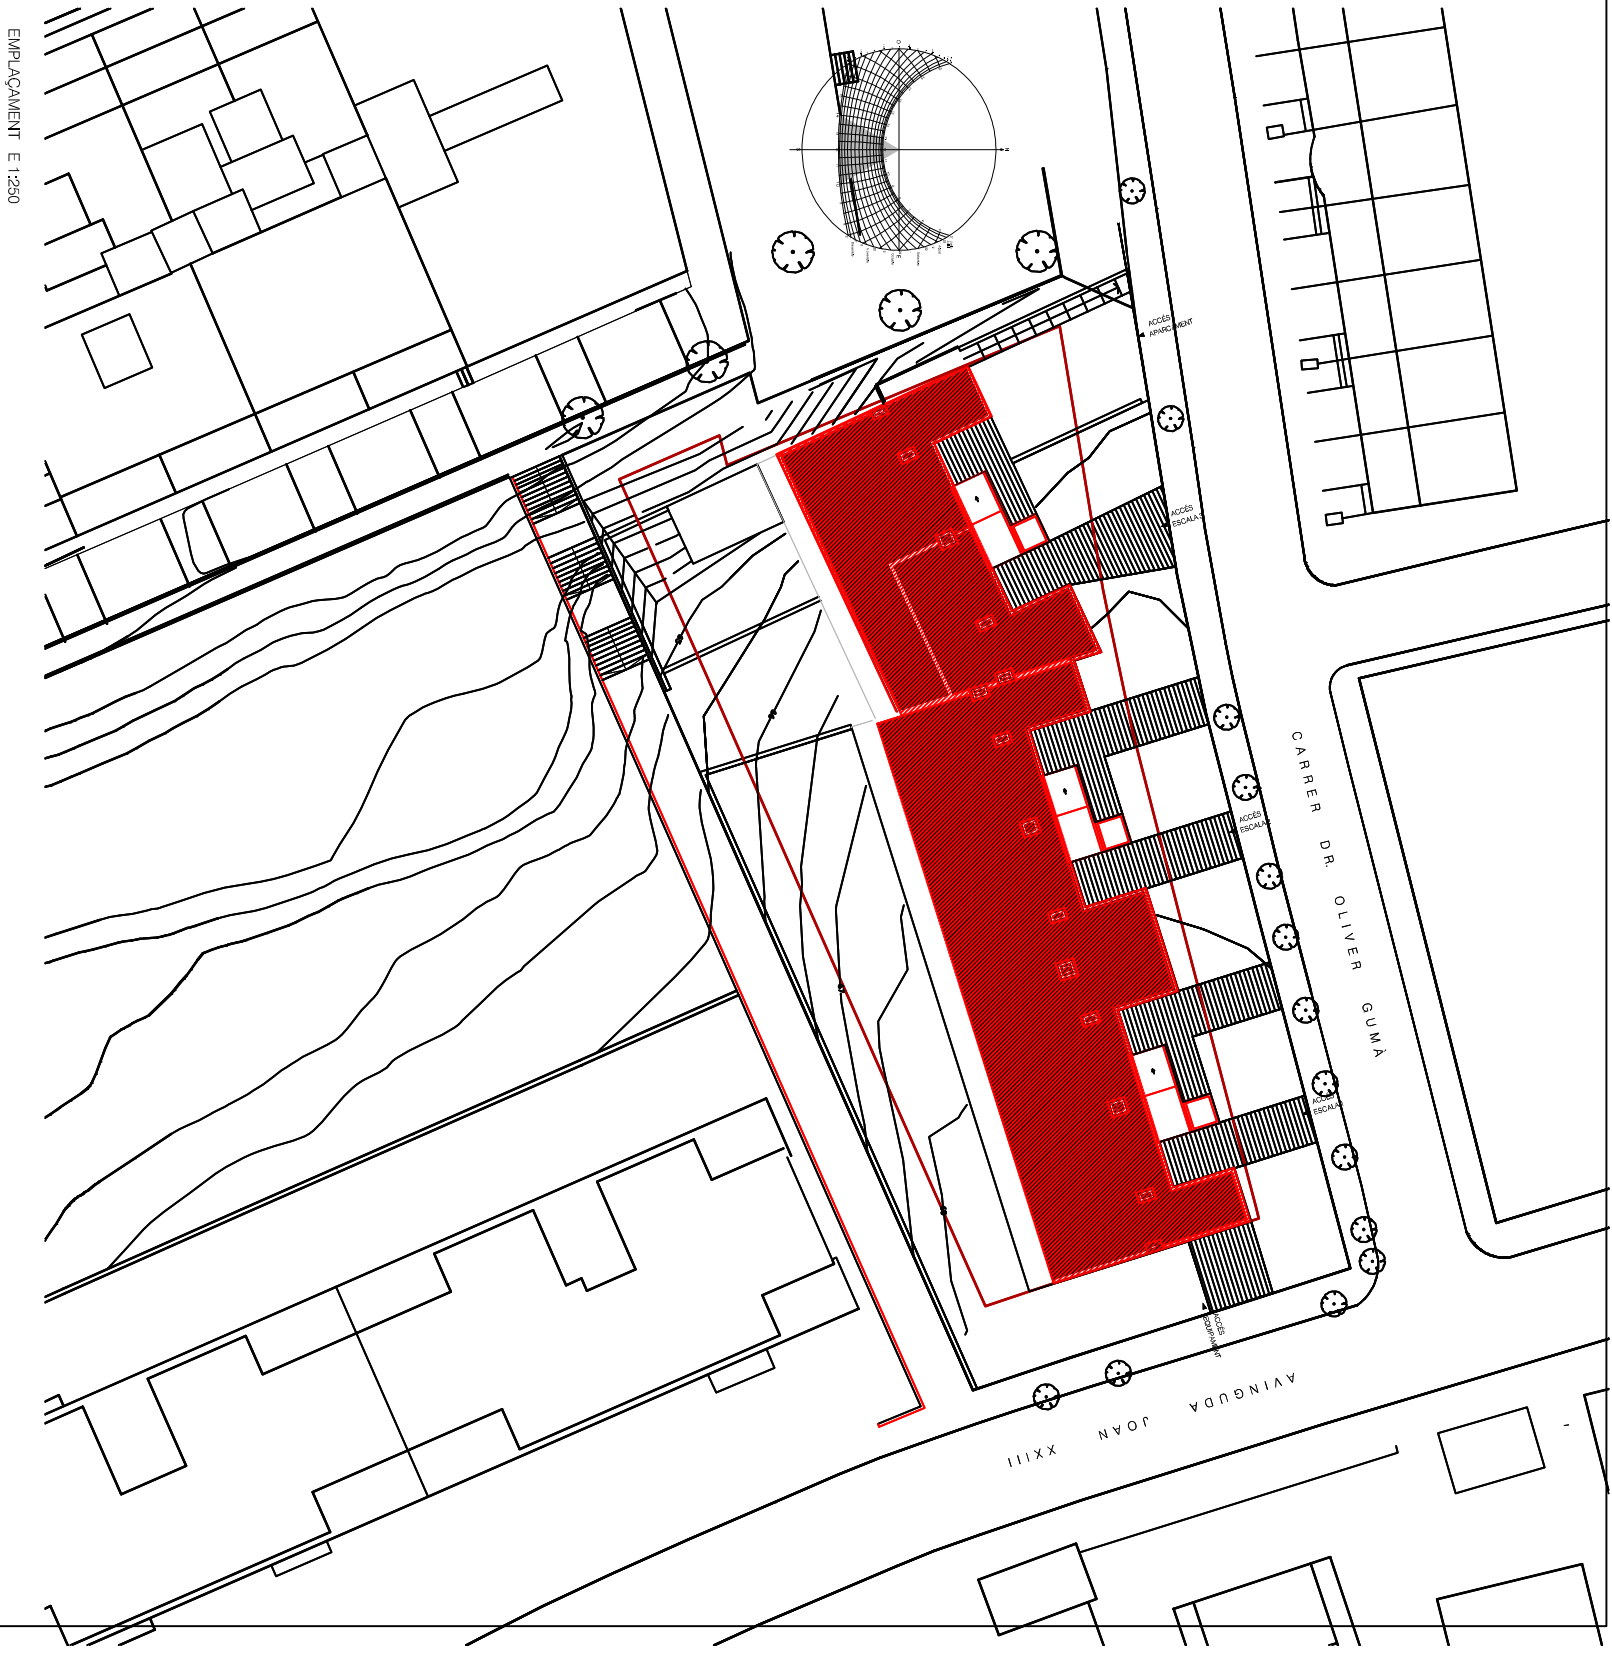 EMPLAÇAMENT E 1:250
ACCÉS
APARCAMENT
ACCÉS
ESCALA
CARRER DR. OLIVER GUMÀ
ACCÉS
ESCALA
ACCÉS
ESCALA
ACCÉS
EQUIPAMENT
AVINGUDA JOAN XXIII